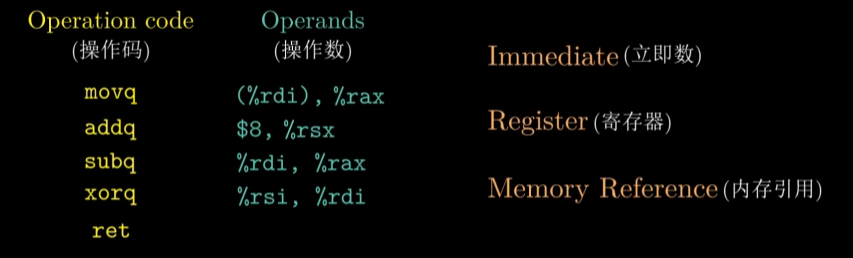 Operation code Operands
(操作码) (操作数)
Immediate(立即数)
movq (%rdi), %rax
addq $8, %rsx
Register(寄存器)
subq %rdi, %rax
xorq %rsi, %rdi
Memory Reference(内存引用)
ret